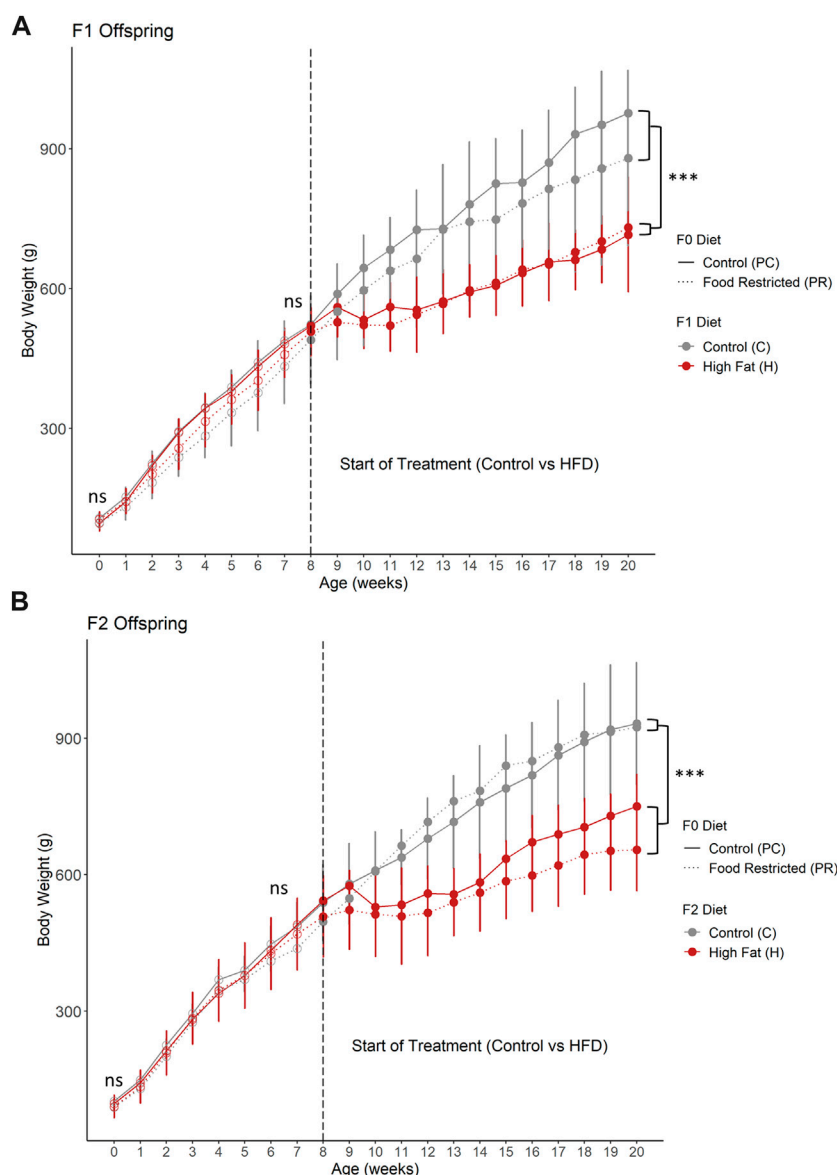 A
F1 Offspring
Body Weight (g)
900
600
300
ns
ns
***
Start of Treatment (Control vs HFD)
F0 Diet
Control (PC)
Food Restricted (PR)
F1 Diet
Control (C)
High Fat (H)
0 1 2 3 4 5 6 7 8 9 10 11 12 13 14 15 16 17 18 19 20
Age (weeks)
B
F2 Offspring
Body Weight (g)
900
600
300
ns
ns
***
Start of Treatment (Control vs HFD)
F0 Diet
Control (PC)
Food Restricted (PR)
F2 Diet
Control (C)
High Fat (H)
0 1 2 3 4 5 6 7 8 9 10 11 12 13 14 15 16 17 18 19 20
Age (weeks)